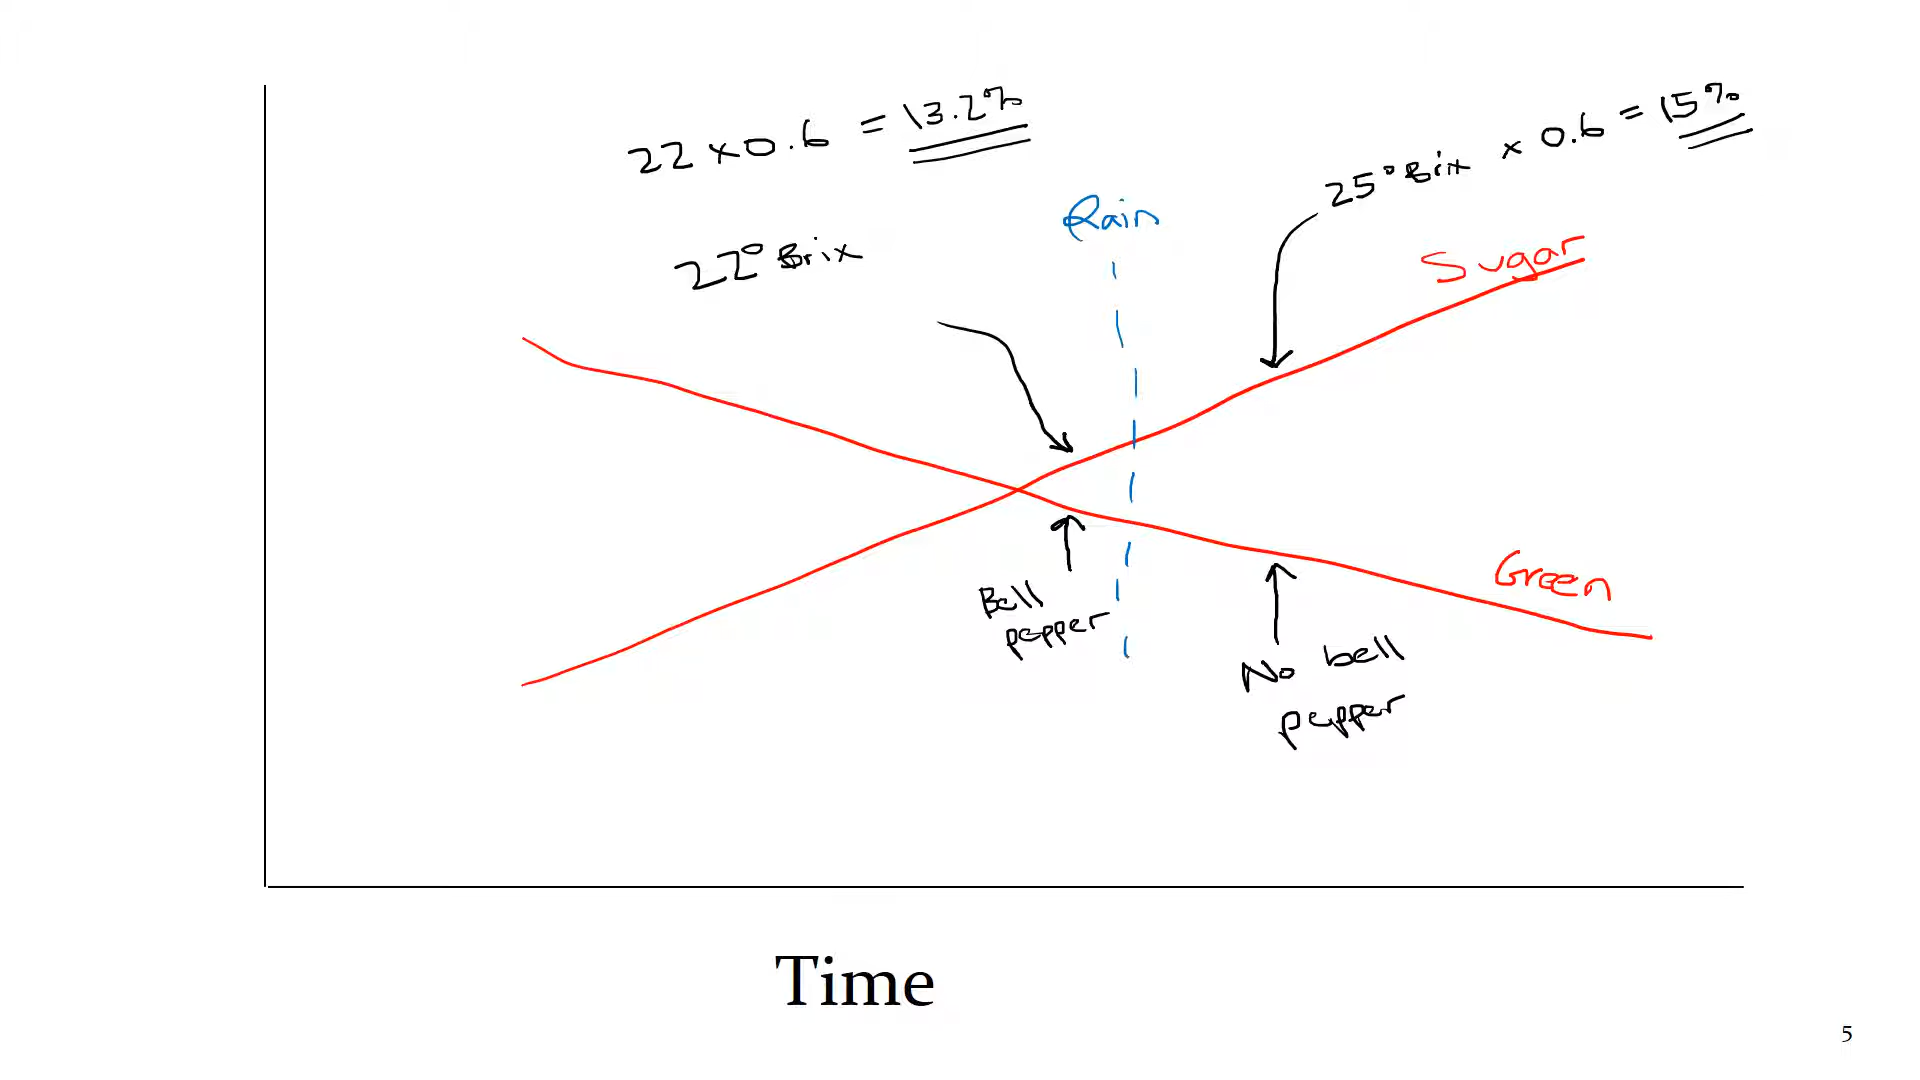 22 x 0.6 = 13.2%
25° Brix x 0.6 = 15%
Rain
22° Brix
Sugar
Green
Bell
pepper
No bell
pepper
Time
5